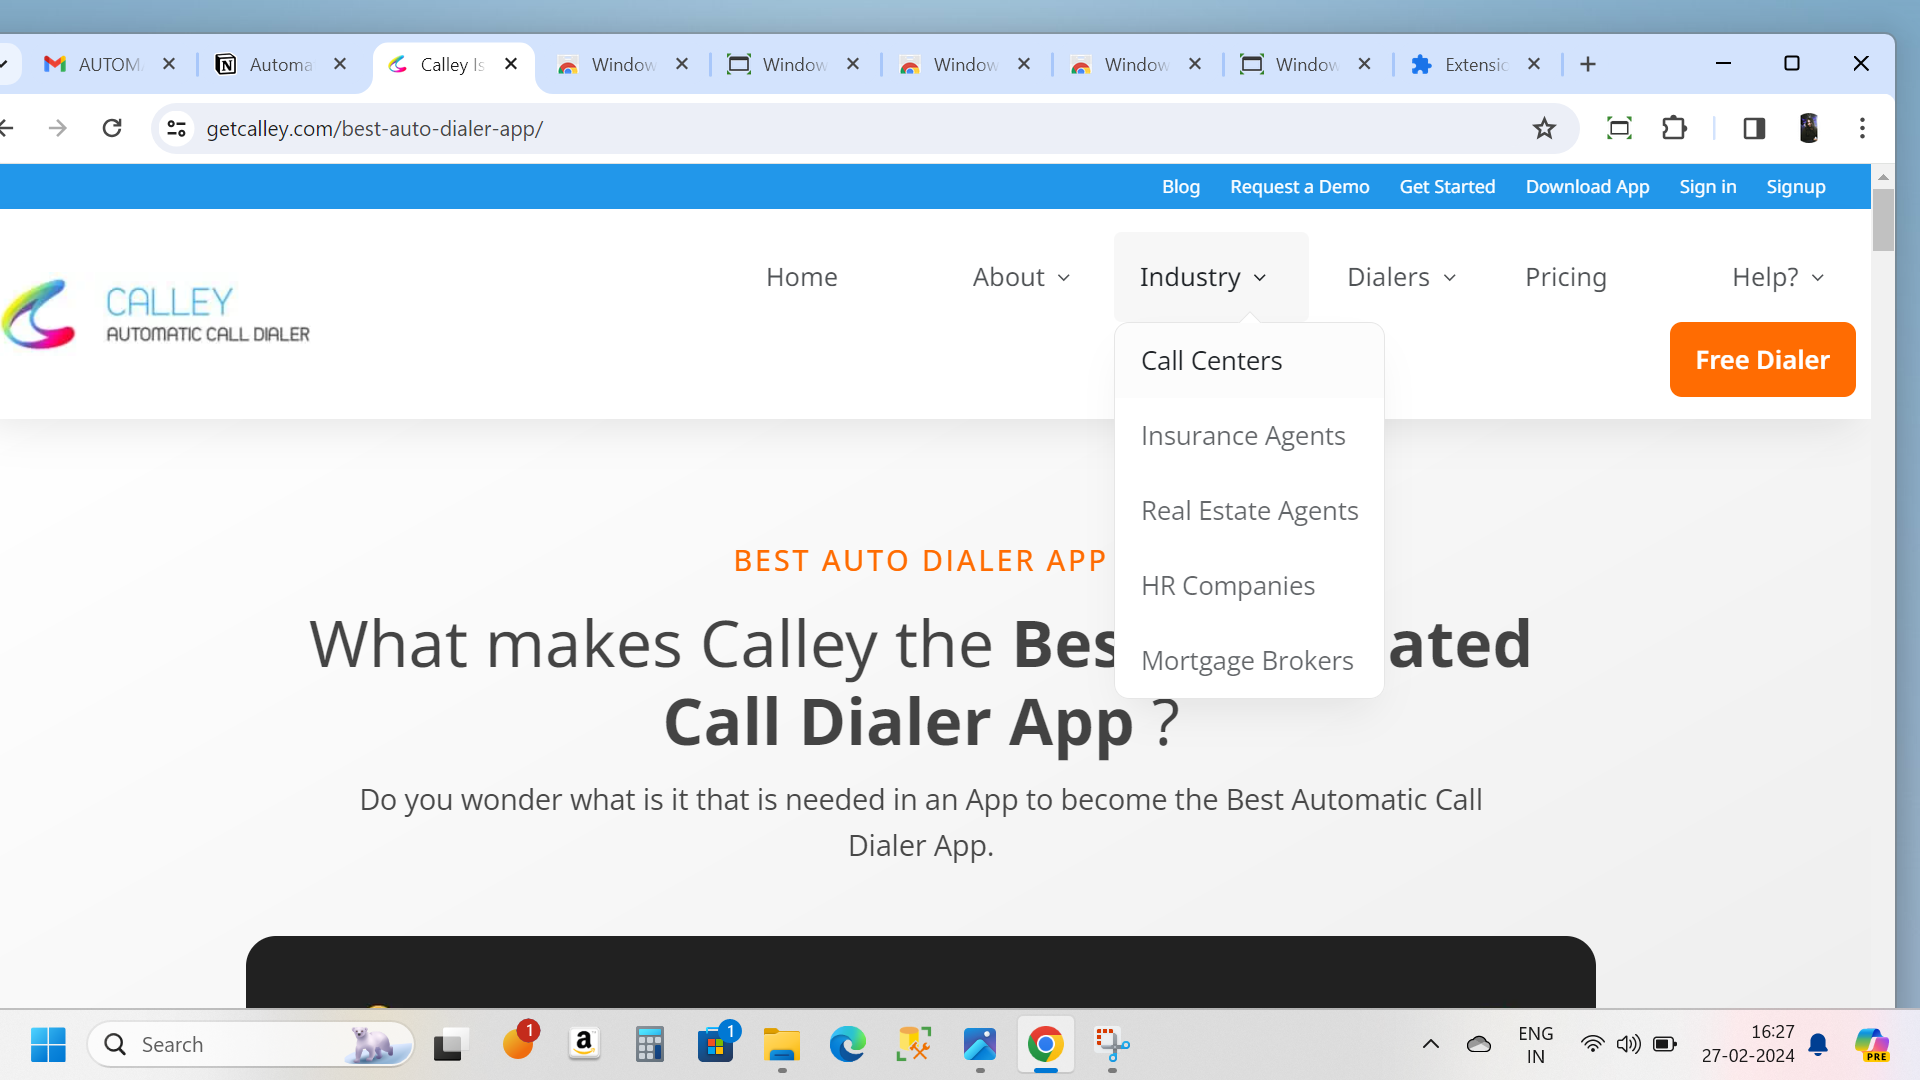 AUTOMA
Automat
Calley Is
Window
Window
Window
Window
Window
Extensio
getcalley.com/best-auto-dialer-app/
Blog Request a Demo Get Started Download App Sign in Signup
Home About Industry Dialers Pricing Help?
CALLEY
AUTOMATIC CALL DIALER
Free Dialer
Call Centers
Insurance Agents
Real Estate Agents
HR Companies
Mortgage Brokers
BEST AUTO DIALER APP
What makes Calley the Bes ated
Call Dialer App ?
Do you wonder what is it that is needed in an App to become the Best Automatic Call
Dialer App.
Search
1
1
ENG
IN
16:27
27-02-2024
PRE